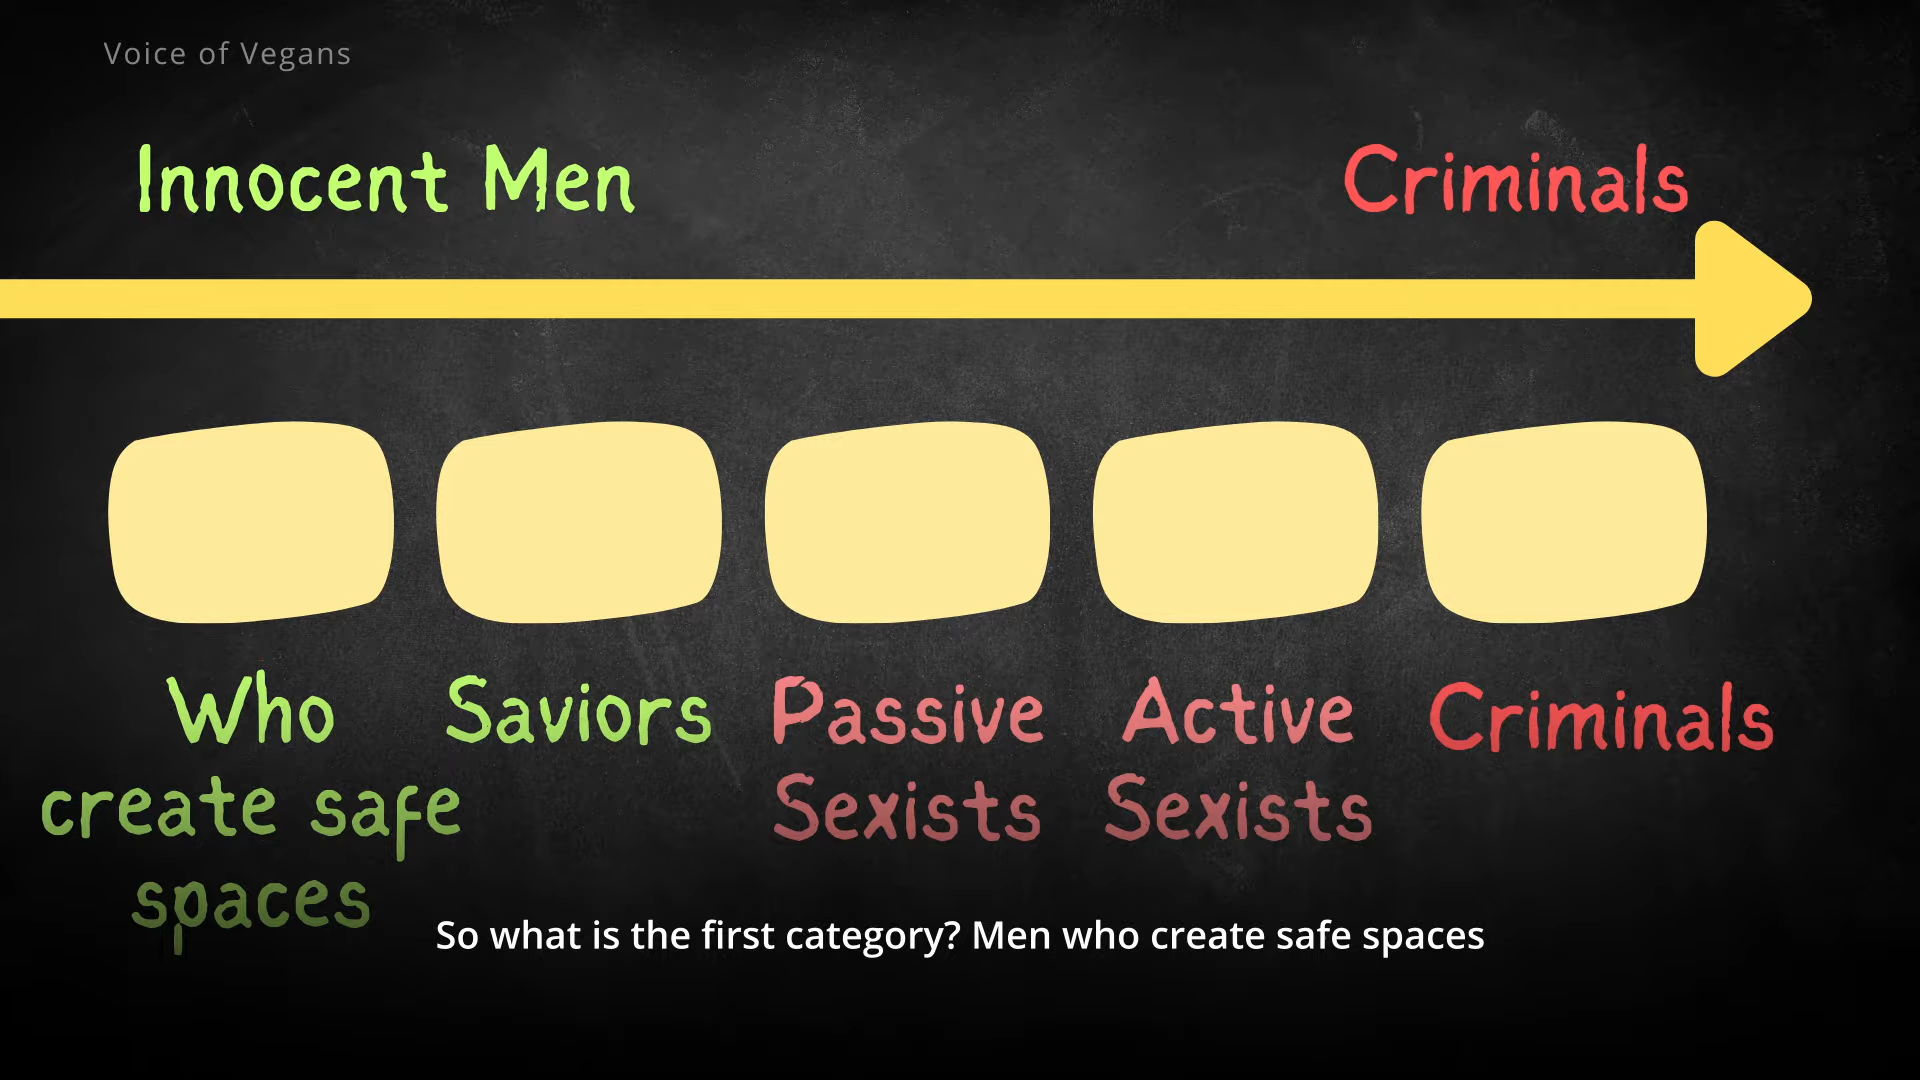 Voice of Vegans
Innocent Men
Criminals
Who
create safe
spaces
Saviors
Passive
Sexists
Active
Sexists
Criminals
So what is the first category? Men who create safe spaces